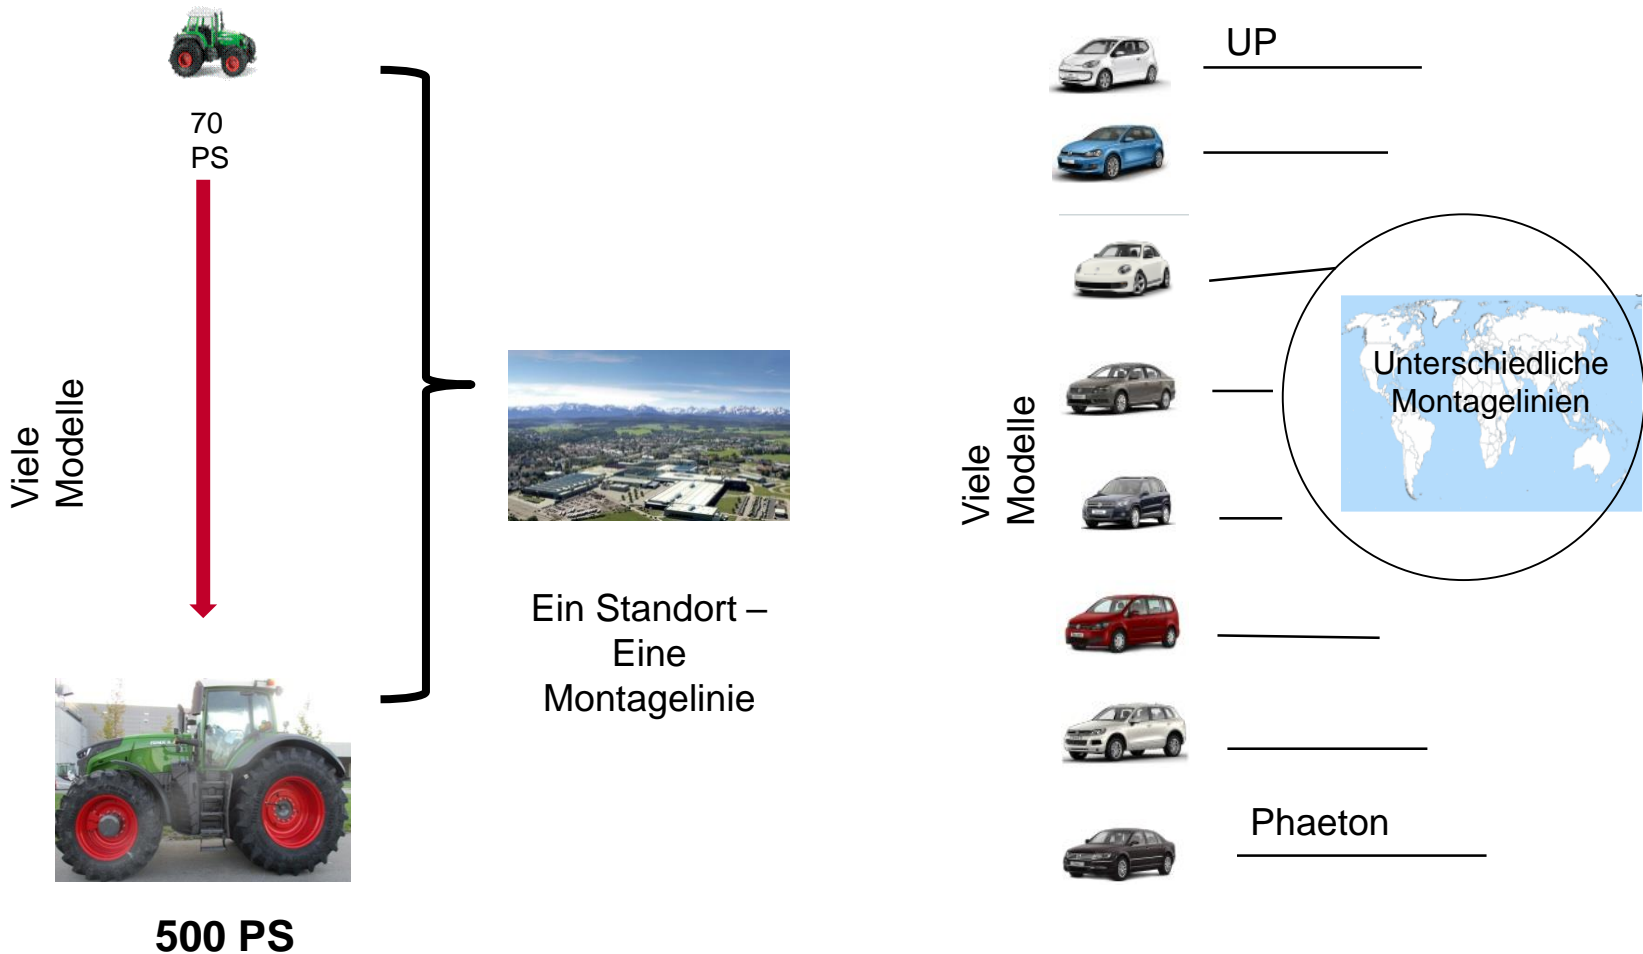 70
PS
Viele
Modelle
500 PS
Ein Standort –
Eine
Montagelinie
Viele
Modelle
UP
Unterschiedliche
Montagelinien
Phaeton